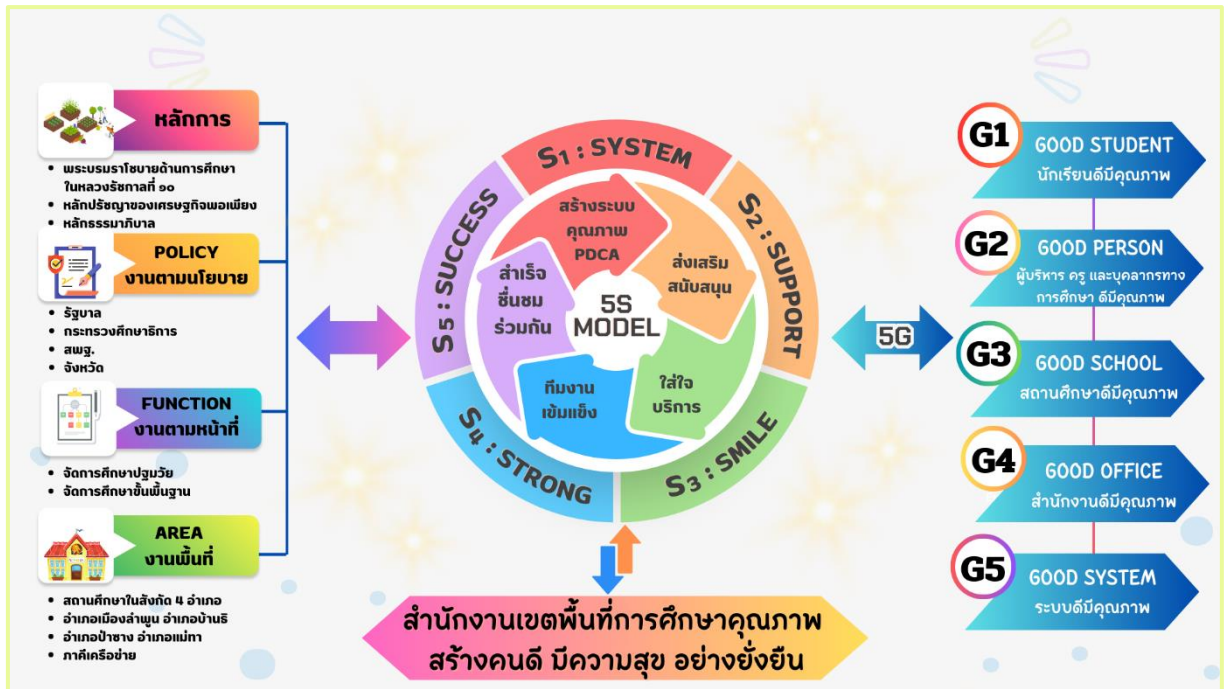 หลักการ
• พระบรมราโชบายด้านการศึกษา
ในหลวงรัชกาลที่ ๑๐
• หลักปรัชญาของเศรษฐกิจพอเพียง
• หลักธรรมาภิบาล
POLICY
งานตามนโยบาย
• รัฐบาล
• กระทรวงศึกษาธิการ
• สพฐ.
• จังหวัด
FUNCTION
งานตามหน้าที่
• จัดการศึกษาปฐมวัย
• จัดการศึกษาขั้นพื้นฐาน
AREA
งานพื้นที่
• สถานศึกษาในสังกัด 4 อำเภอ
• อำเภอเมืองลำพูน อำเภอบ้านธิ
• อำเภอป่าซาง อำเภอแม่ทา
• ภาคีเครือข่าย
S1 : SYSTEM
S2 : SUPPORT
S3 : SMILE
S4 : STRONG
S5 : SUCCESS
สร้างระบบ
คุณภาพ
PDCA
ส่งเสริม
สนับสนุน
ใส่ใจ
บริการ
ทีมงาน
เข้มแข็ง
สำเร็จ
ชื่นชม
ร่วมกัน
5S
MODEL
สำนักงานเขตพื้นที่การศึกษาคุณภาพ
สร้างคนดี มีความสุข อย่างยั่งยืน
5G
G1
GOOD STUDENT
นักเรียนดีมีคุณภาพ
G2
GOOD PERSON
ผู้บริหาร ครู และบุคลากรทาง
การศึกษา ดีมีคุณภาพ
G3
GOOD SCHOOL
สถานศึกษาดีมีคุณภาพ
G4
GOOD OFFICE
สำนักงานดีมีคุณภาพ
G5
GOOD SYSTEM
ระบบดีมีคุณภาพ